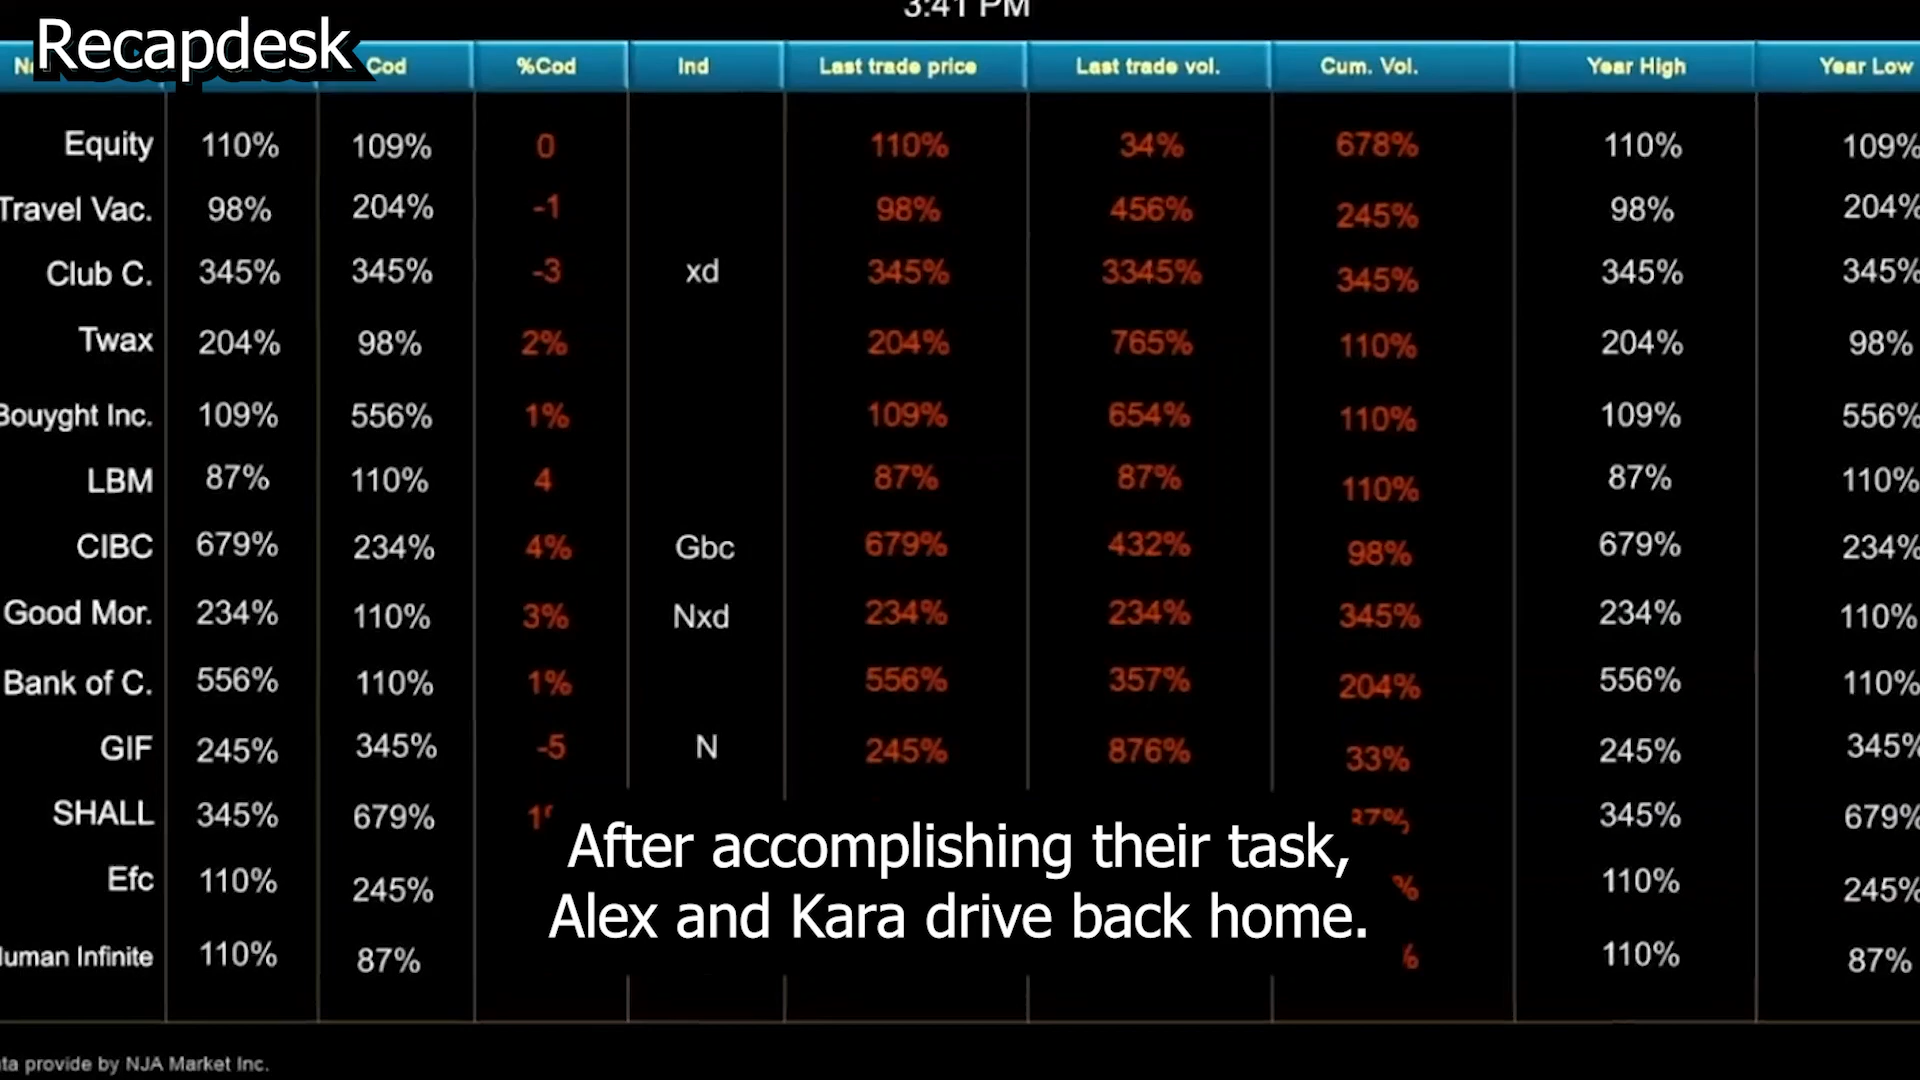 3:41 PM
Recapdesk
Cod %Cod Ind Last trade price Last trade vol. Cum. Vol. Year High Year Low
Equity 110% 109% 0 110% 34% 678% 110% 109%
Travel Vac. 98% 204% -1 98% 456% 245% 98% 204%
Club C. 345% 345% -3 xd 345% 3345% 345% 345% 345%
Twax 204% 98% 2% 204% 765% 110% 204% 98%
Bouyght Inc. 109% 556% 1% 109% 654% 110% 109% 556%
LBM 87% 110% 4 87% 87% 110% 87% 110%
CIBC 679% 234% 4% Gbc 679% 432% 98% 679% 234%
Good Mor. 234% 110% 3% Nxd 234% 234% 345% 234% 110%
Bank of C. 556% 110% 1% 556% 357% 204% 556% 110%
GIF 245% 345% -5 N 245% 876% 33% 245% 345%
SHALL 345% 679% 345% 679%
Efc 110% 245% 110% 245%
Human Infinite 110% 87% 110% 87%
After accomplishing their task,
Alex and Kara drive back home.
provide by NJA Market Inc.